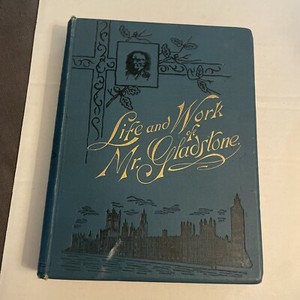 Life and Work
of
Mr. Gladstone.